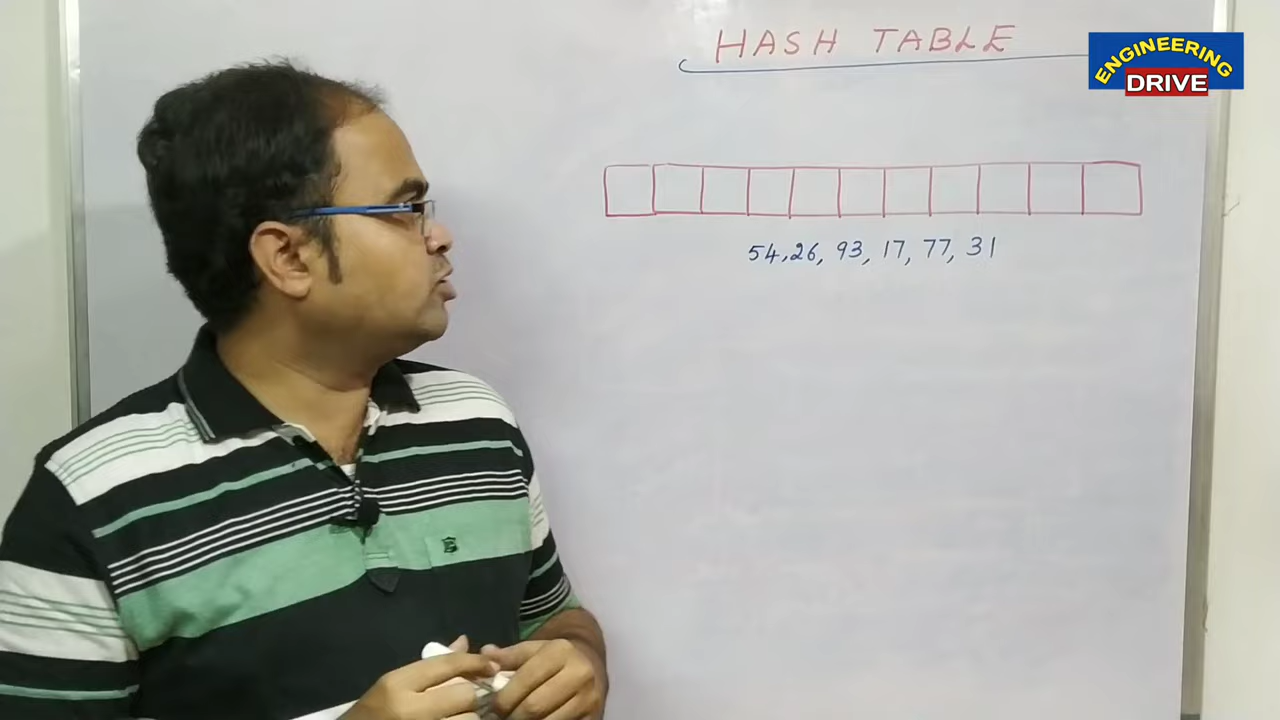 HASH TABLE
ENGINEERING
DRIVE
54,26, 93, 17, 77, 31